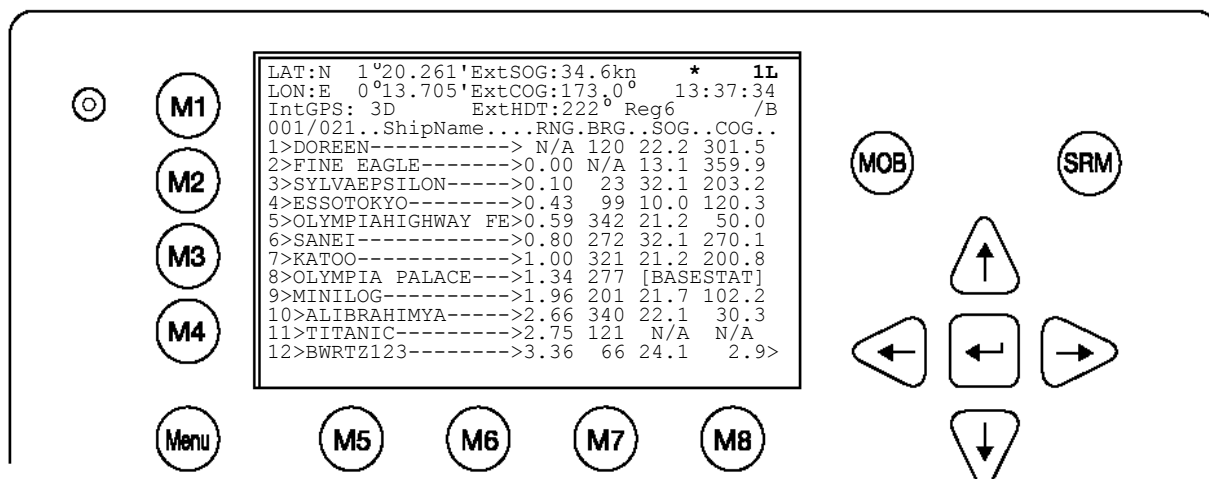 LAT:N  1°20.261'ExtSOG:34.6kn    *    1L
LON:E  0°13.705'ExtCOG:173.0°   13:37:34
IntGPS: 3D      ExtHDT:222° Reg6      /B
001/021..ShipName....RNG.BRG..SOG..COG..
1>DOREEN-----------> N/A 120 22.2 301.5
2>FINE EAGLE------->0.00 N/A 13.1 359.9
3>SYLVAEPSILON----->0.10  23 32.1 203.2
4>ESSOTOKYO-------->0.43  99 10.0 120.3
5>OLYMPIAHIGHWAY FE>0.59 342 21.2  50.0
6>SANEI------------>0.80 272 32.1 270.1
7>KATOO------------>1.00 321 21.2 200.8
8>OLYMPIA PALACE--->1.34 277 [BASESTAT]
9>MINILOG---------->1.96 201 21.7 102.2
10>ALIBRAHIMYA----->2.66 340 22.1  30.3
11>TITANIC--------->2.75 121  N/A  N/A
12>BWRTZ123-------->3.36  66 24.1   2.9>
M1
M2
M3
M4
Menu
M5
M6
M7
M8
MOB
SRM